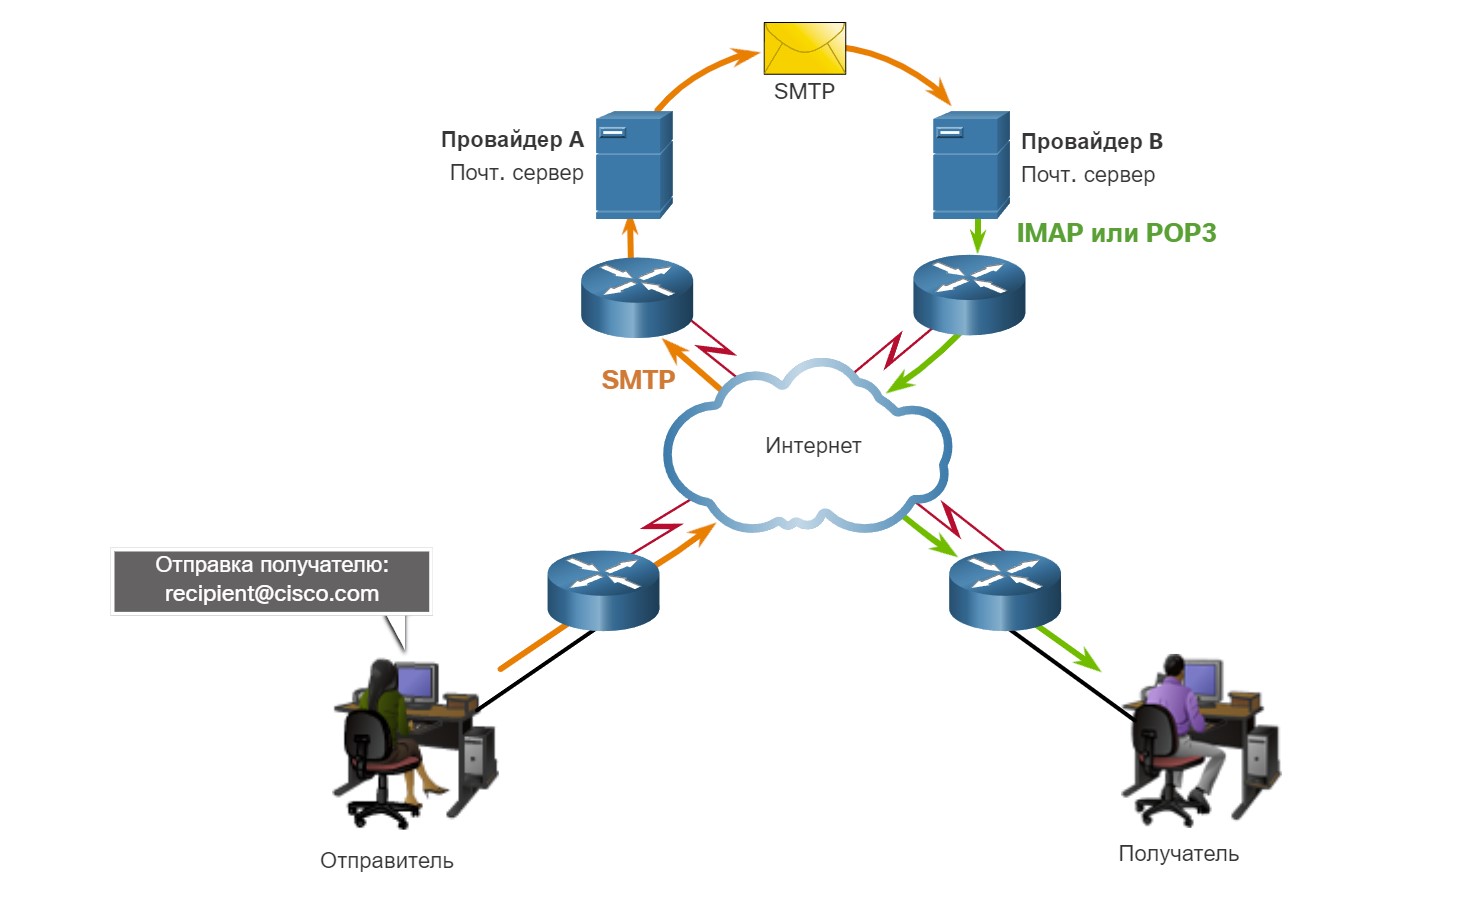 SMTP
Провайдер A
Почт. сервер
Провайдер B
Почт. сервер
IMAP или POP3
SMTP
Интернет
Отправка получателю:
recipient@cisco.com
Отправитель
Получатель